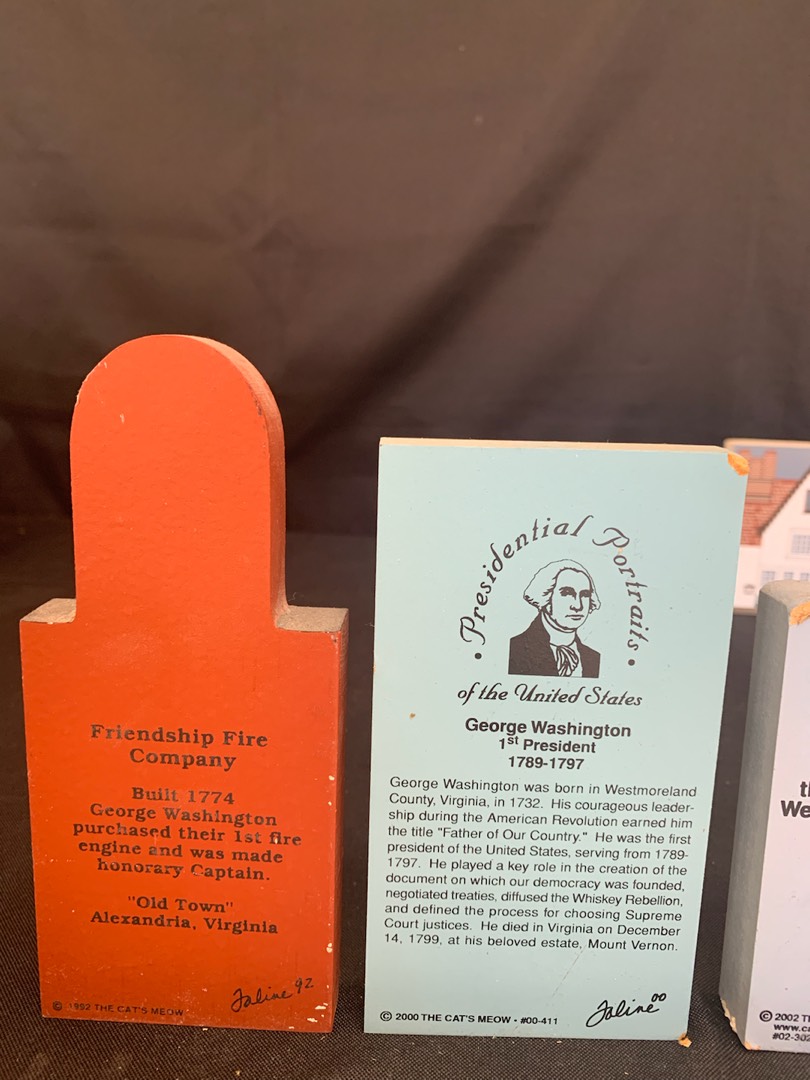 Friendship Fire
Company
Built 1774
George Washington
purchased their 1st fire
engine and was made
honorary Captain.
"Old Town"
Alexandria, Virginia
© 1992 THE CAT'S MEOW
Faline 92
• Presidential Portraits •
of the United States
George Washington
1st President
1789-1797
George Washington was born in Westmoreland
County, Virginia, in 1732. His courageous leader-
ship during the American Revolution earned him
the title "Father of Our Country." He was the first
president of the United States, serving from 1789-
1797. He played a key role in the creation of the
document on which our democracy was founded,
negotiated treaties, diffused the Whiskey Rebellion,
and defined the process for choosing Supreme
Court justices. He died in Virginia on December
14, 1799, at his beloved estate, Mount Vernon.
© 2000 THE CAT'S MEOW - #00-411
Faline 00
© 2002